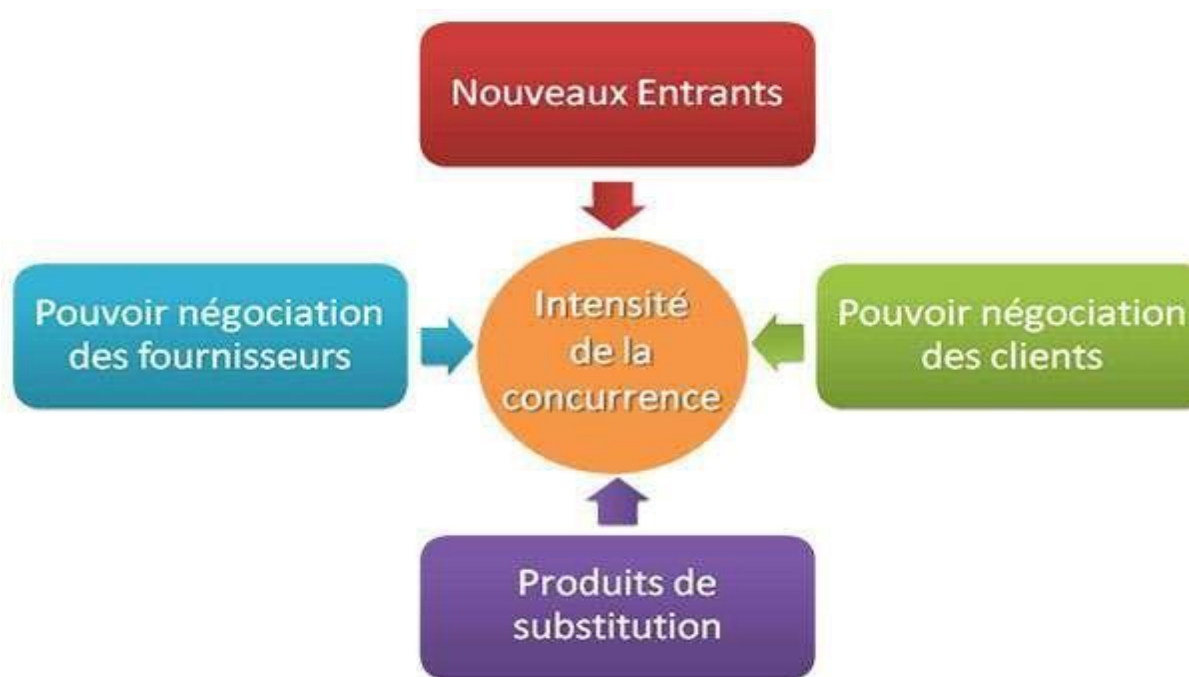 Nouveaux Entrants
Pouvoir négociation
des fournisseurs
Intensité
de la
concurrence
Pouvoir négociation
des clients
Produits de
substitution